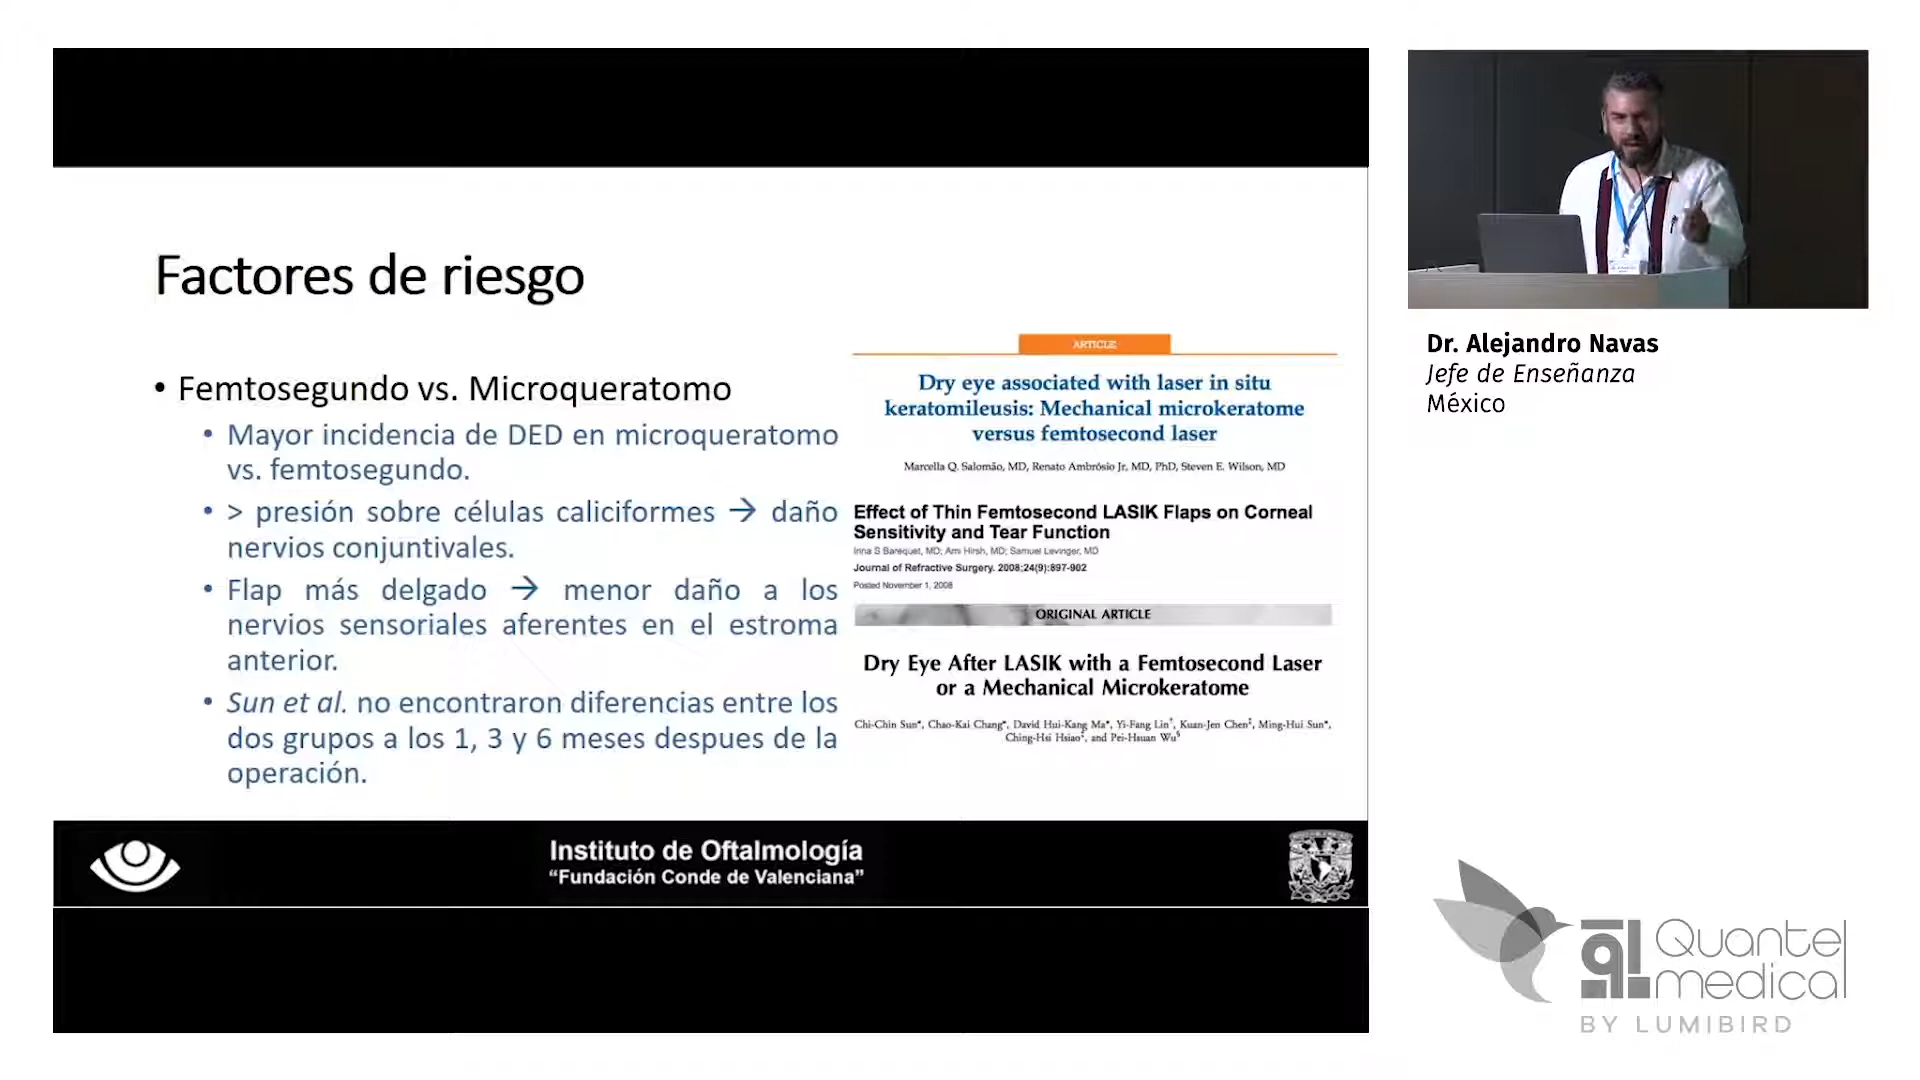 Factores de riesgo
• Femtosegundo vs. Microqueratomo
• Mayor incidencia de DED en microqueratomo
vs. femtosegundo.
• > presión sobre células caliciformes → daño
nervios conjuntivales.
• Flap más delgado → menor daño a los
nervios sensoriales aferentes en el estroma
anterior.
• Sun et al. no encontraron diferencias entre los
dos grupos a los 1, 3 y 6 meses despues de la
operación.
ARTICLE
Dry eye associated with laser in situ
keratomileusis: Mechanical microkeratome
versus femtosecond laser
Marcella Q. Salomão, MD, Renato Ambrósio Jr, MD, PhD, Steven E. Wilson, MD
Effect of Thin Femtosecond LASIK Flaps on Corneal
Sensitivity and Tear Function
Irina S Barequet, MD; Ami Hirsh, MD; Samuel Levinger, MD
Journal of Refractive Surgery. 2008;24(9):897-902
Posted November 1, 2008
ORIGINAL ARTICLE
Dry Eye After LASIK with a Femtosecond Laser
or a Mechanical Microkeratome
Chi-Chin Sun*, Chao-Kai Chang*, David Hui-Kang Ma*, Yi-Fang Lin†, Kuan-Jen Chen‡, Ming-Hui Sun*,
Ching-Hsi Hsiao‡, and Pei-Hsuan Wu§
Instituto de Oftalmología
“Fundación Conde de Valenciana”
Dr. Alejandro Navas
Jefe de Enseñanza
México
Quantel
medical
BY LUMIBIRD